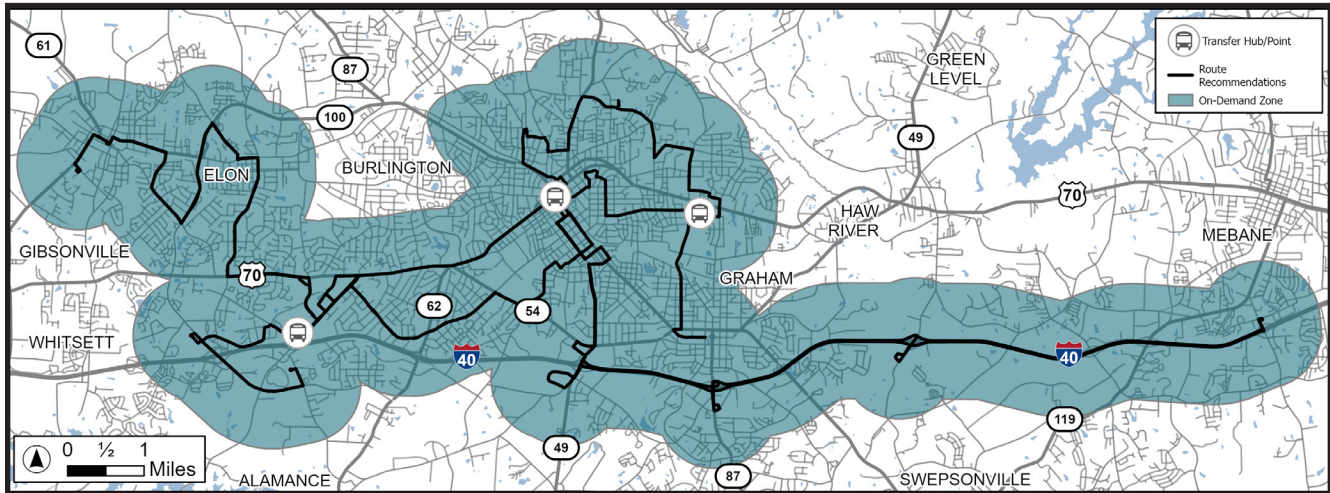 61
87
100
BURLINGTON
ELON
GREEN
LEVEL
49
70
HAW
RIVER
MEBANE
GIBSONVILLE
70
GRAHAM
62
54
WHITSETT
40
40
119
49
87
ALAMANCE
SWEPSONVILLE
Transfer Hub/Point
Route
Recommendations
On-Demand Zone
0 ½ 1
Miles